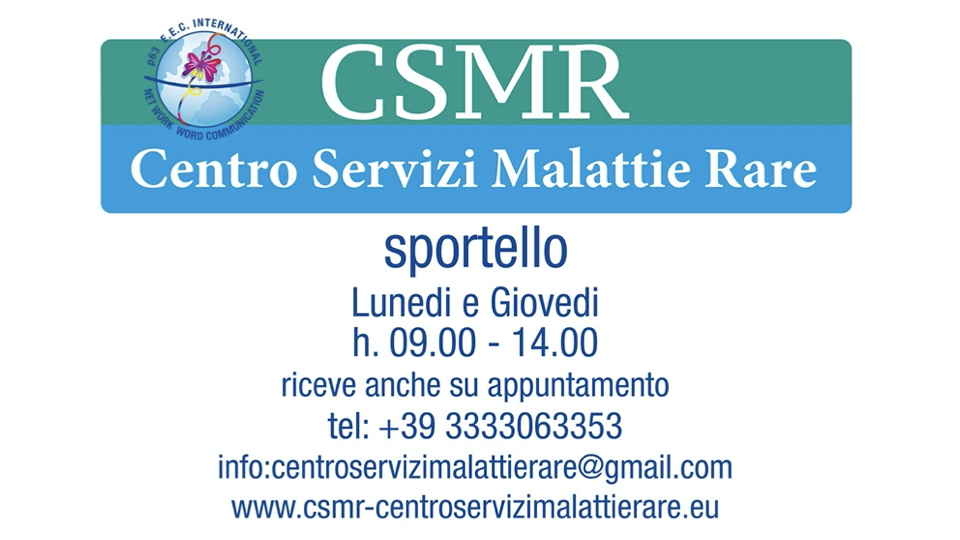 p63 E.E.C. INTERNATIONAL
NET WORK WORD COMMUNICATION
CSMR
Centro Servizi Malattie Rare
sportello
Lunedi e Giovedi
h. 09.00 - 14.00
riceve anche su appuntamento
tel: +39 3333063353
info:centroservizimalattierare@gmail.com
www.csmr-centroservizimalattierare.eu